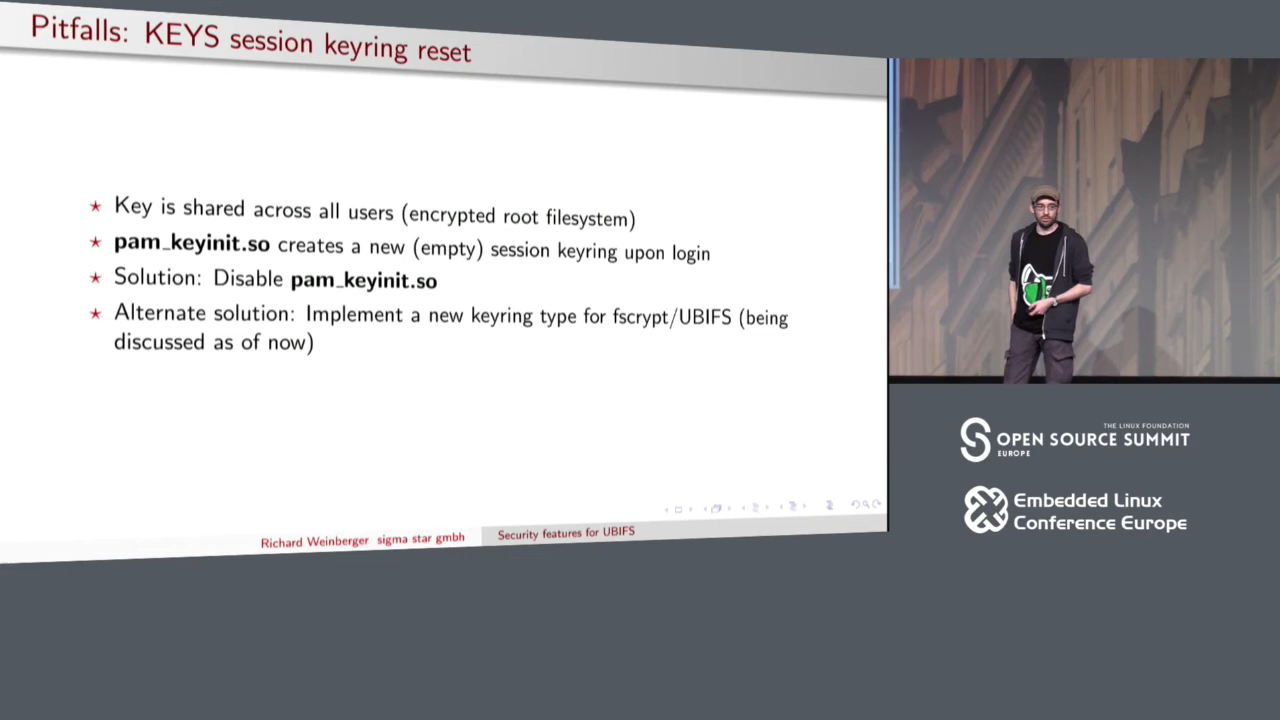 Pitfalls: KEYS session keyring reset
★ Key is shared across all users (encrypted root filesystem)
★ pam_keyinit.so creates a new (empty) session keyring upon login
★ Solution: Disable pam_keyinit.so
★ Alternate solution: Implement a new keyring type for fscrypt/UBIFS (being
discussed as of now)
Richard Weinberger sigma star gmbh
Security features for UBIFS
THE LINUX FOUNDATION
OPEN SOURCE SUMMIT
EUROPE
Embedded Linux
Conference Europe